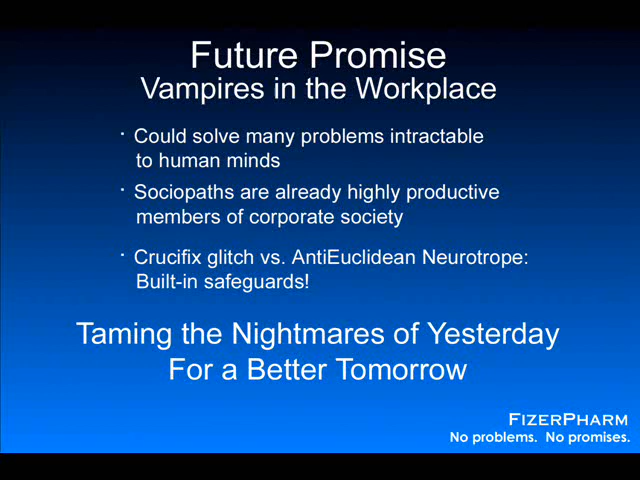 Future Promise
Vampires in the Workplace
· Could solve many problems intractable
to human minds
· Sociopaths are already highly productive
members of corporate society
· Crucifix glitch vs. AntiEuclidean Neurotrope:
Built-in safeguards!
Taming the Nightmares of Yesterday
For a Better Tomorrow
FIZERPHARM
No problems. No promises.